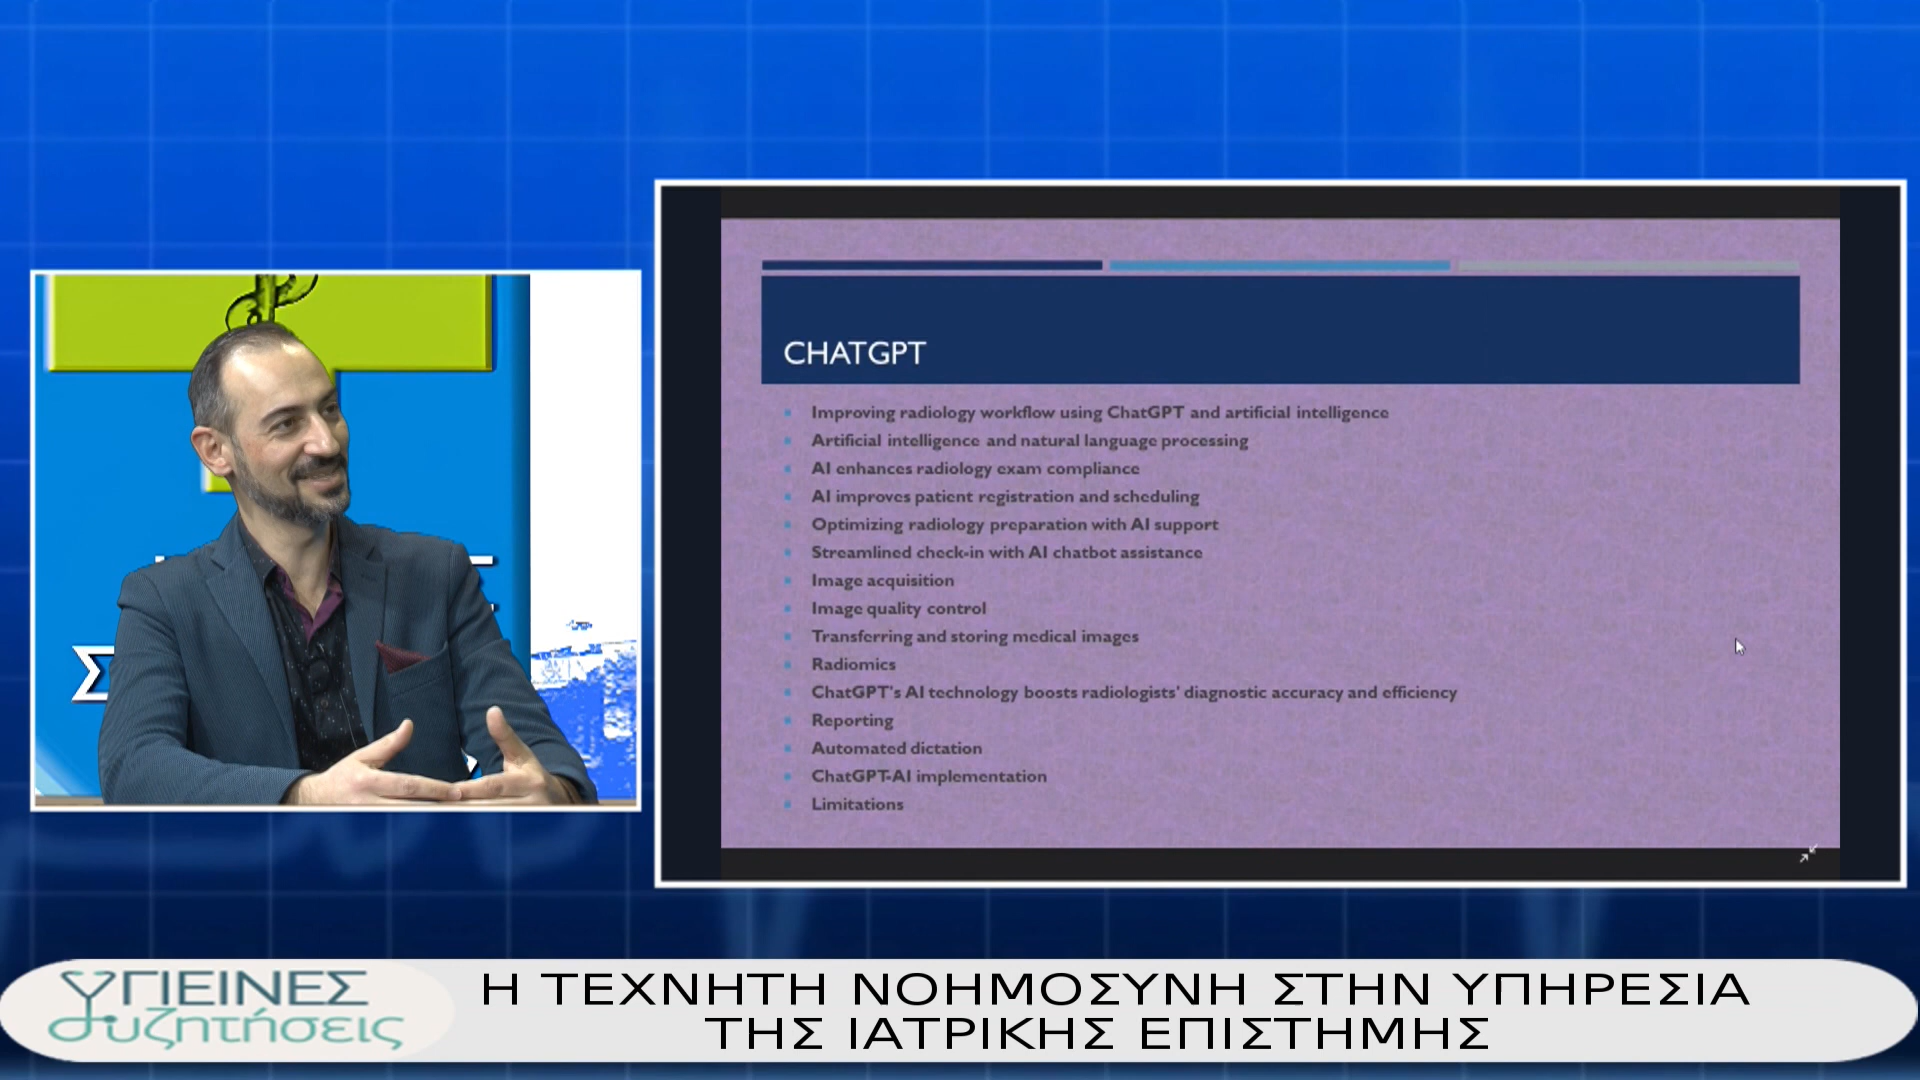 CHATGPT
Improving radiology workflow using ChatGPT and artificial intelligence
Artificial intelligence and natural language processing
AI enhances radiology exam compliance
AI improves patient registration and scheduling
Optimizing radiology preparation with AI support
Streamlined check-in with AI chatbot assistance
Image acquisition
Image quality control
Transferring and storing medical images
Radiomics
ChatGPT's AI technology boosts radiologists' diagnostic accuracy and efficiency
Reporting
Automated dictation
ChatGPT-AI implementation
Limitations
Σ
ΥΓΙΕΙΝΕΣ
συζητήσεις
Η ΤΕΧΝΗΤΗ ΝΟΗΜΟΣΥΝΗ ΣΤΗΝ ΥΠΗΡΕΣΙΑ
ΤΗΣ ΙΑΤΡΙΚΗΣ ΕΠΙΣΤΗΜΗΣ